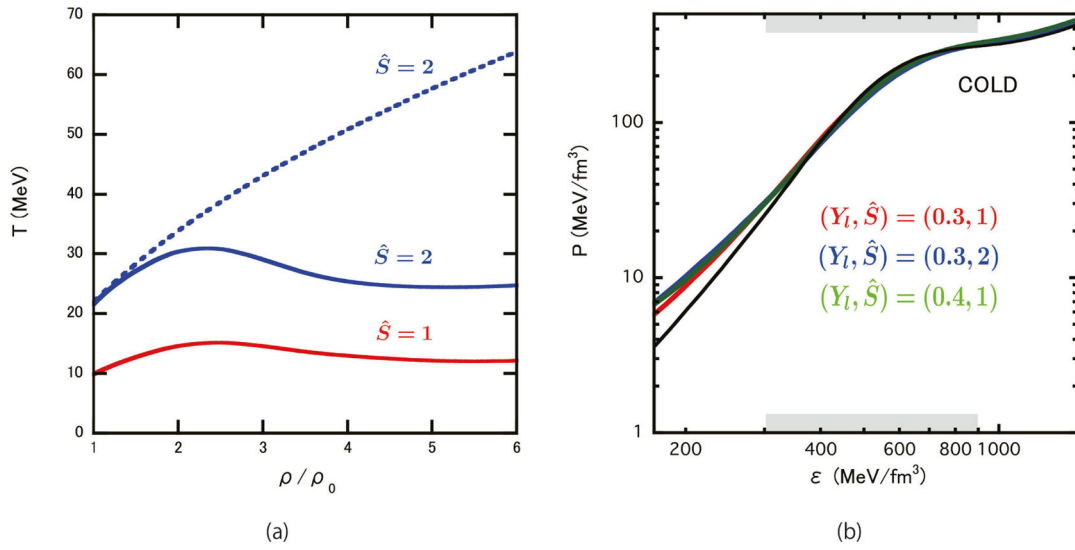 70
60
50
40
30
20
10
0
T (MeV)
Ŝ = 2
Ŝ = 2
Ŝ = 1
1 2 3 4 5 6
ρ / ρ₀
(a)
100
10
1
P (MeV/fm³)
COLD
(Yₗ, Ŝ) = (0.3, 1)
(Yₗ, Ŝ) = (0.3, 2)
(Yₗ, Ŝ) = (0.4, 1)
200 400 600 800 1000
ε (MeV/fm³)
(b)